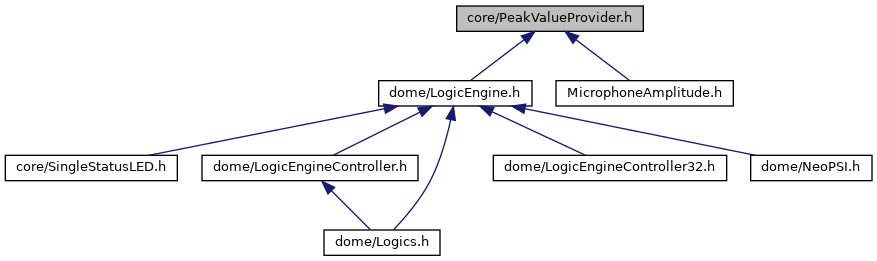 core/PeakValueProvider.h
dome/LogicEngine.h
MicrophoneAmplitude.h
core/SingleStatusLED.h
dome/LogicEngineController.h
dome/LogicEngineController32.h
dome/NeoPSI.h
dome/Logics.h